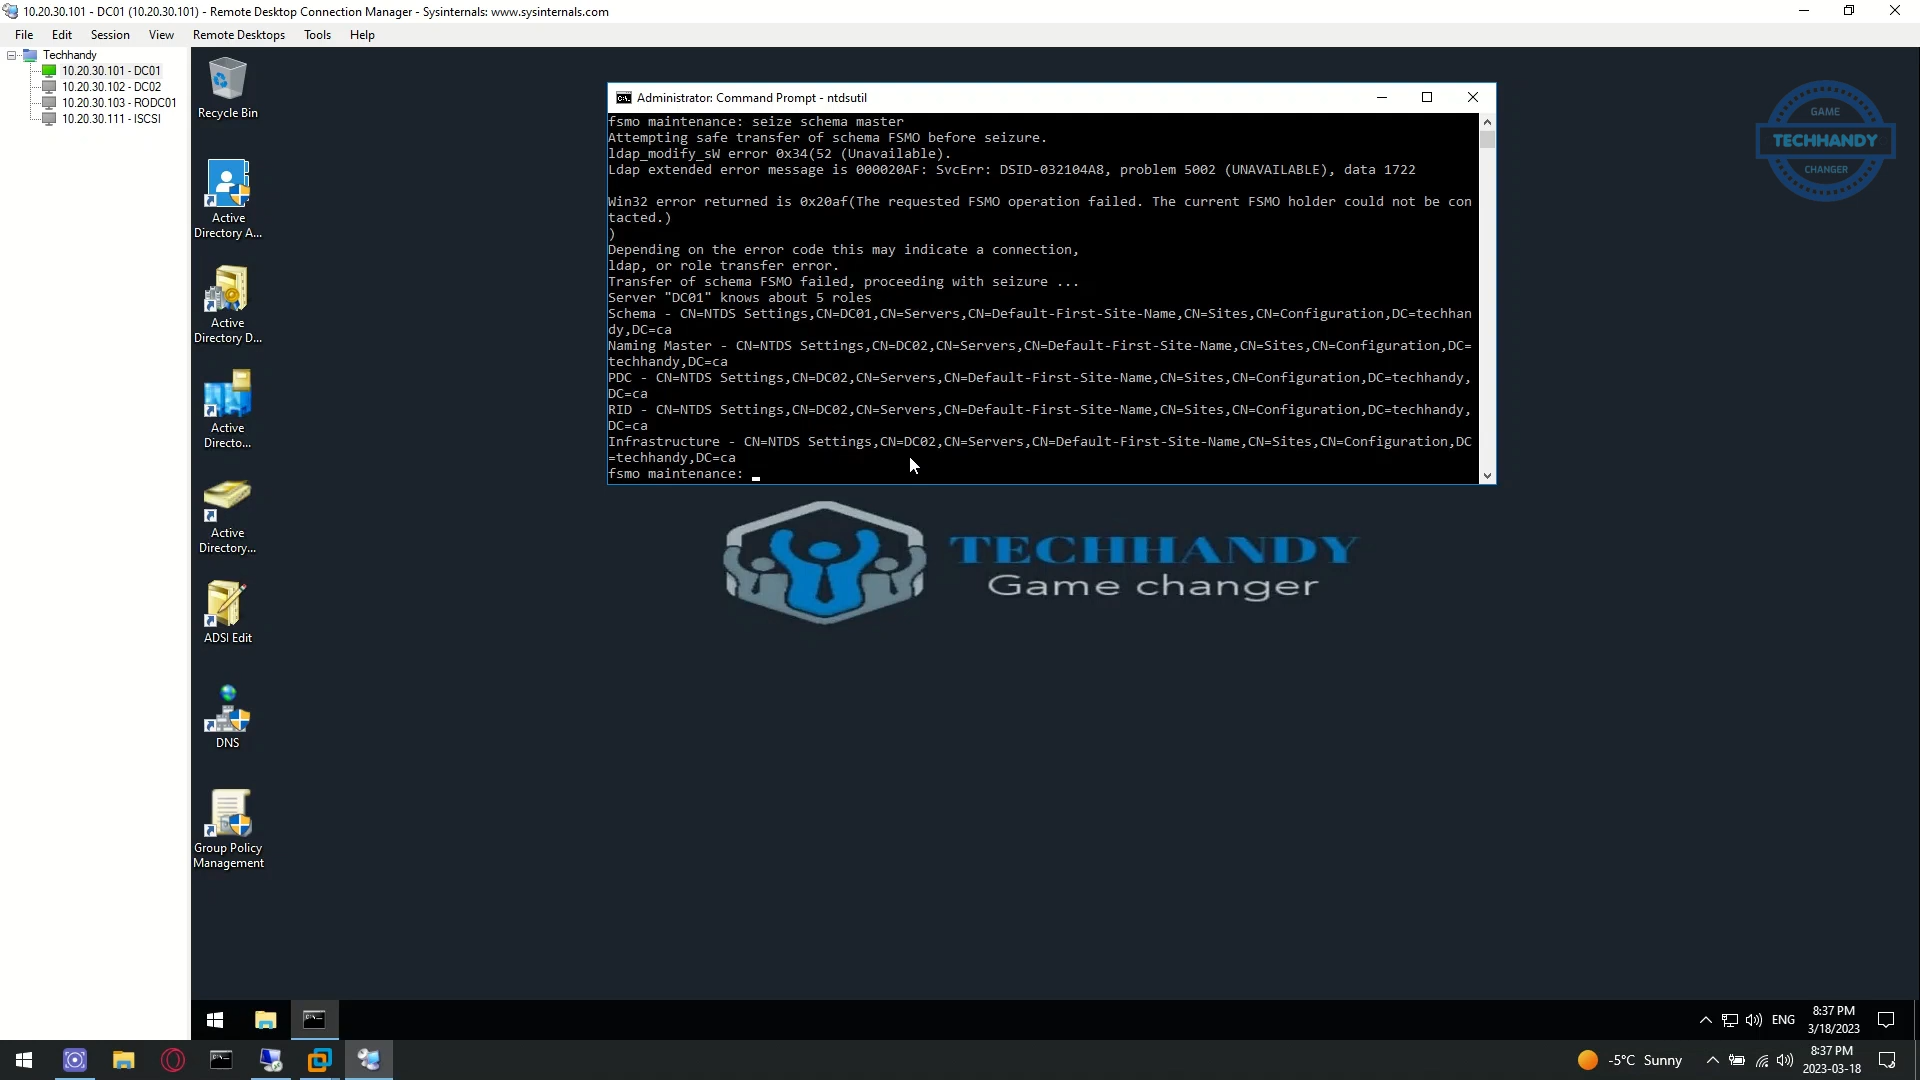 10.20.30.101 - DC01 (10.20.30.101) - Remote Desktop Connection Manager - Sysinternals: www.sysinternals.com
File Edit Session View Remote Desktops Tools Help
Techhandy
10.20.30.101 - DC01
10.20.30.102 - DC02
10.20.30.103 - RODC01
10.20.30.111 - ISCSI
Recycle Bin
Active
Directory A...
Active
Directory D...
Active
Directo...
Active
Directory...
ADSI Edit
DNS
Group Policy
Management
Administrator: Command Prompt - ntdsutil
fsmo maintenance: seize schema master
Attempting safe transfer of schema FSMO before seizure.
ldap_modify_sW error 0x34(52 (Unavailable).
Ldap extended error message is 000020AF: SvcErr: DSID-032104A8, problem 5002 (UNAVAILABLE), data 1722
Win32 error returned is 0x20af(The requested FSMO operation failed. The current FSMO holder could not be con
tacted.)
)
Depending on the error code this may indicate a connection,
ldap, or role transfer error.
Transfer of schema FSMO failed, proceeding with seizure ...
Server "DC01" knows about 5 roles
Schema - CN=NTDS Settings,CN=DC01,CN=Servers,CN=Default-First-Site-Name,CN=Sites,CN=Configuration,DC=techhan
dy,DC=ca
Naming Master - CN=NTDS Settings,CN=DC02,CN=Servers,CN=Default-First-Site-Name,CN=Sites,CN=Configuration,DC=
techhandy,DC=ca
PDC - CN=NTDS Settings,CN=DC02,CN=Servers,CN=Default-First-Site-Name,CN=Sites,CN=Configuration,DC=techhandy,
DC=ca
RID - CN=NTDS Settings,CN=DC02,CN=Servers,CN=Default-First-Site-Name,CN=Sites,CN=Configuration,DC=techhandy,
DC=ca
Infrastructure - CN=NTDS Settings,CN=DC02,CN=Servers,CN=Default-First-Site-Name,CN=Sites,CN=Configuration,DC
=techhandy,DC=ca
fsmo maintenance:
GAME
TECHHANDY
CHANGER
TECHHANDY
Game changer
ENG
8:37 PM
3/18/2023
-5°C Sunny
8:37 PM
2023-03-18